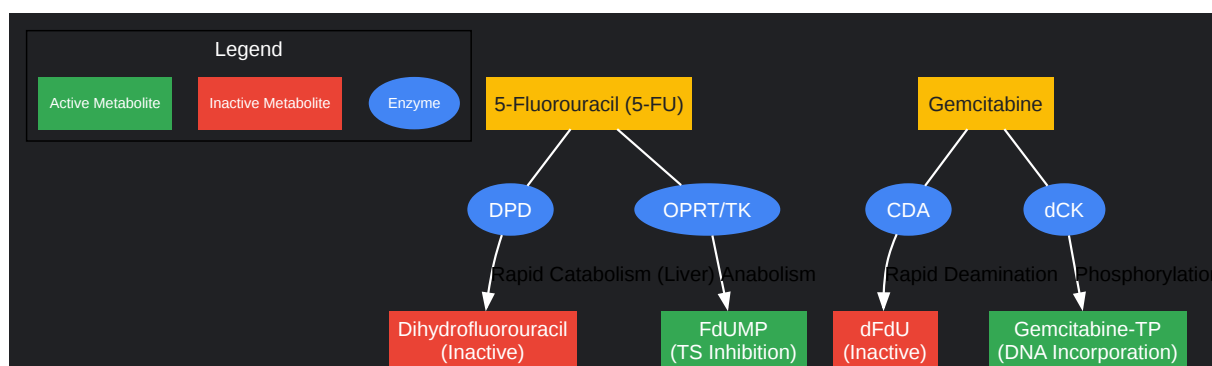 Legend
Active Metabolite
Inactive Metabolite
Enzyme
5-Fluorouracil (5-FU)
Gemcitabine
DPD
OPRT/TK
CDA
dCK
Rapid Catabolism (Liver)
Anabolism
Rapid Deamination
Phosphorylation
Dihydrofluorouracil
(Inactive)
FdUMP
(TS Inhibition)
dFdU
(Inactive)
Gemcitabine-TP
(DNA Incorporation)